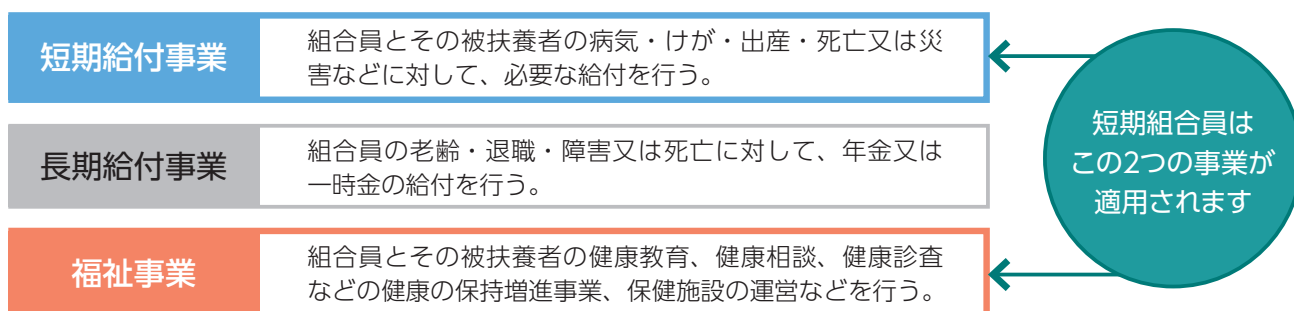 短期給付事業
組合員とその被扶養者の病気・けが・出産・死亡又は災
害などに対して、必要な給付を行う。
長期給付事業
組合員の老齢・退職・障害又は死亡に対して、年金又は
一時金の給付を行う。
福祉事業
組合員とその被扶養者の健康教育、健康相談、健康診査
などの健康の保持増進事業、保健施設の運営などを行う。
短期組合員は
この2つの事業が
適用されます